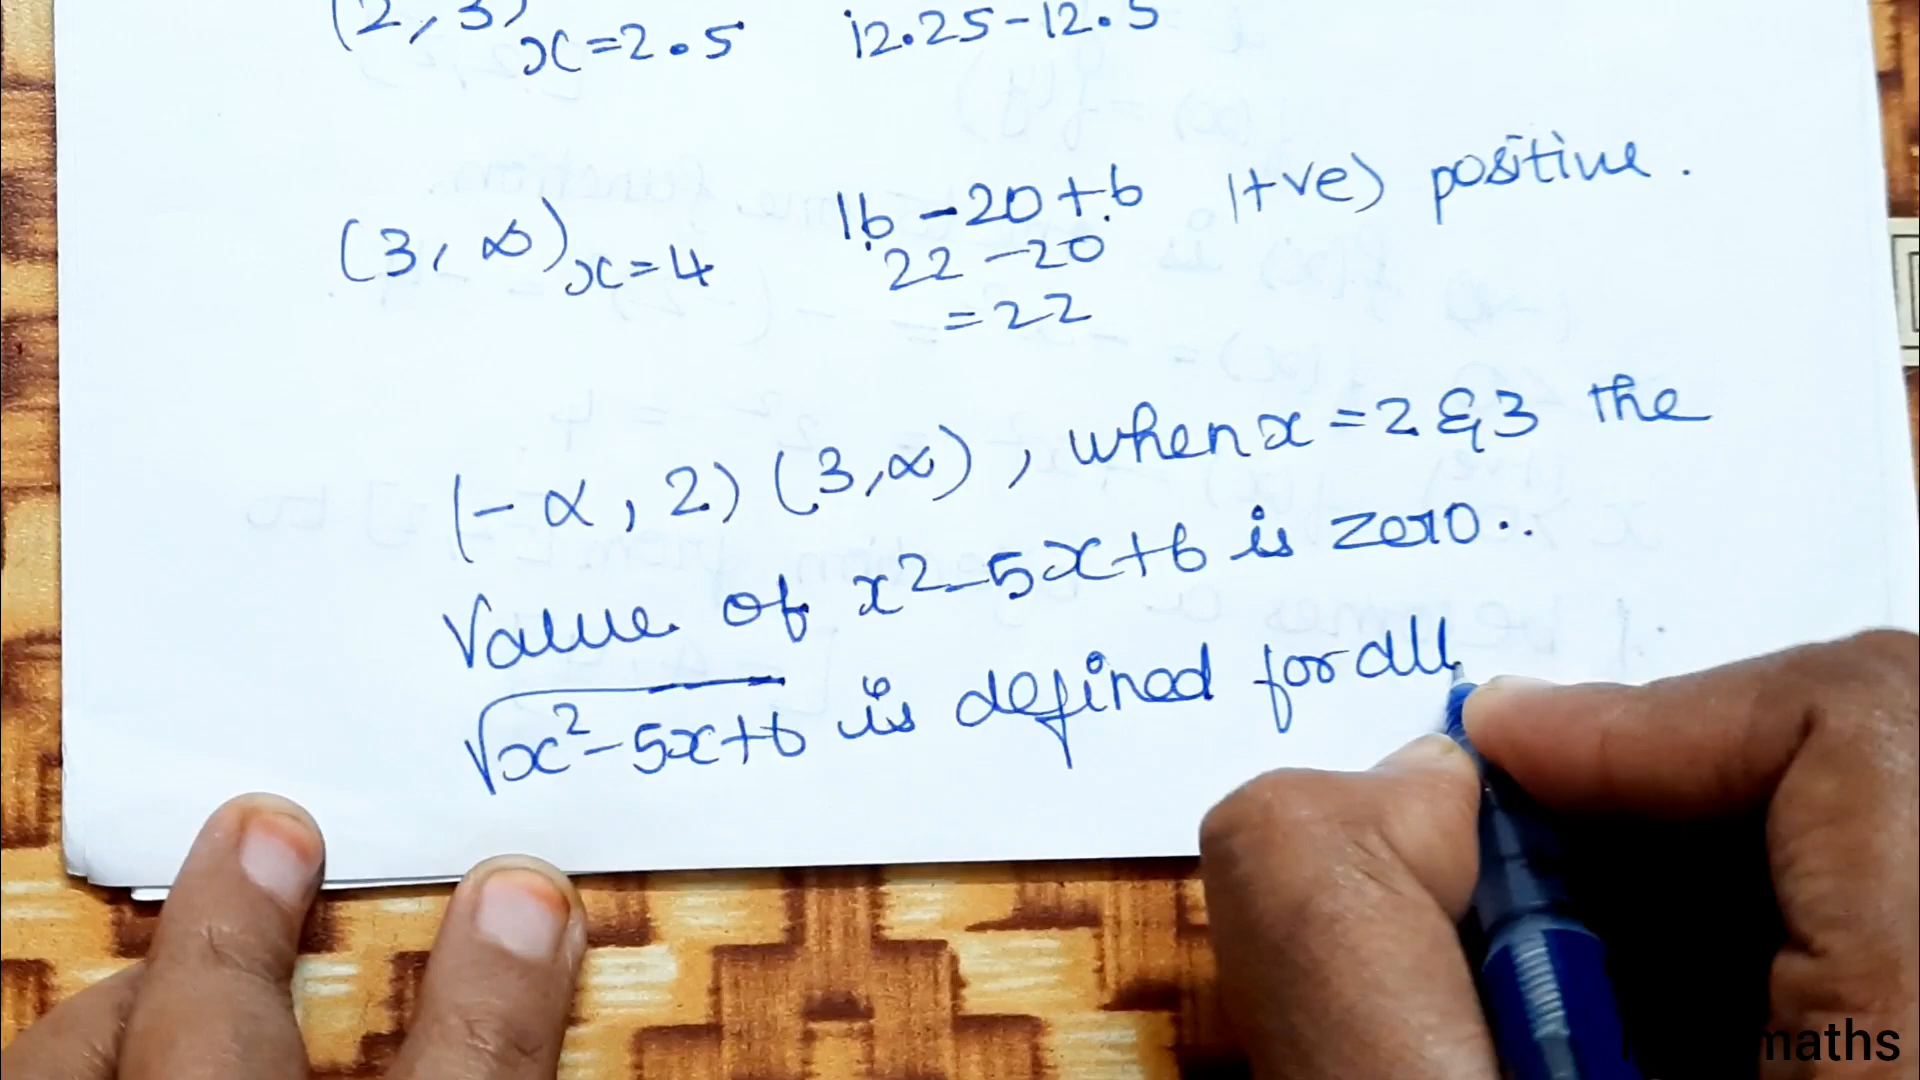 (2, 3) x=2.5 12.25-12.5
(3, ∞) x=4 16 -20+6 (+ve) positive.
22 -20
=22
(-α, 2) (3, ∞), when x=2 & 3 the
Value of x²-5x+6 is zero..
√x²-5x+6 is defined for all
maths